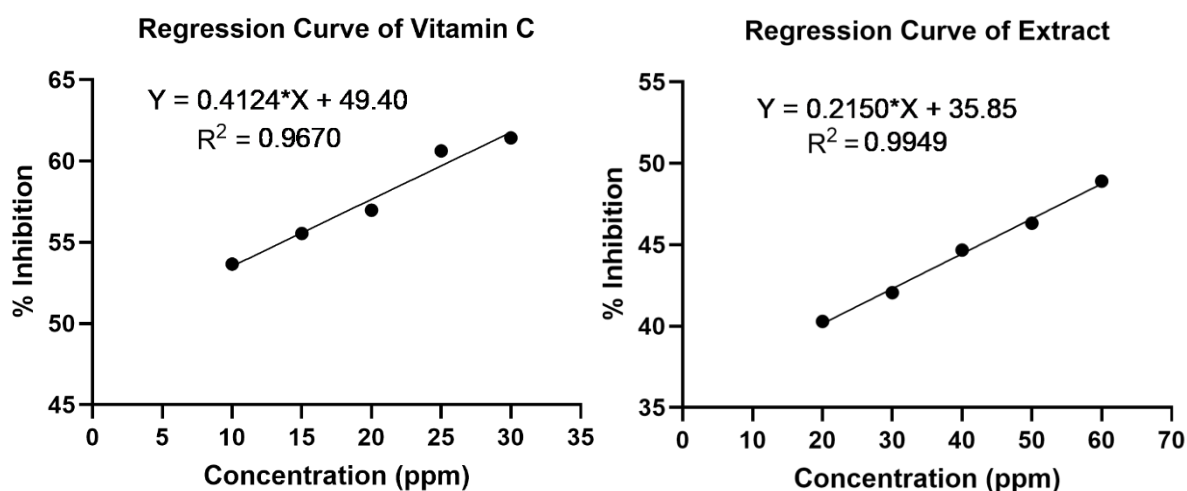 Regression Curve of Vitamin C
Y = 0.4124*X + 49.40
R² = 0.9670
% Inhibition
65
60
55
50
45
0 5 10 15 20 25 30 35
Concentration (ppm)
Regression Curve of Extract
Y = 0.2150*X + 35.85
R² = 0.9949
% Inhibition
55
50
45
40
35
0 10 20 30 40 50 60 70
Concentration (ppm)